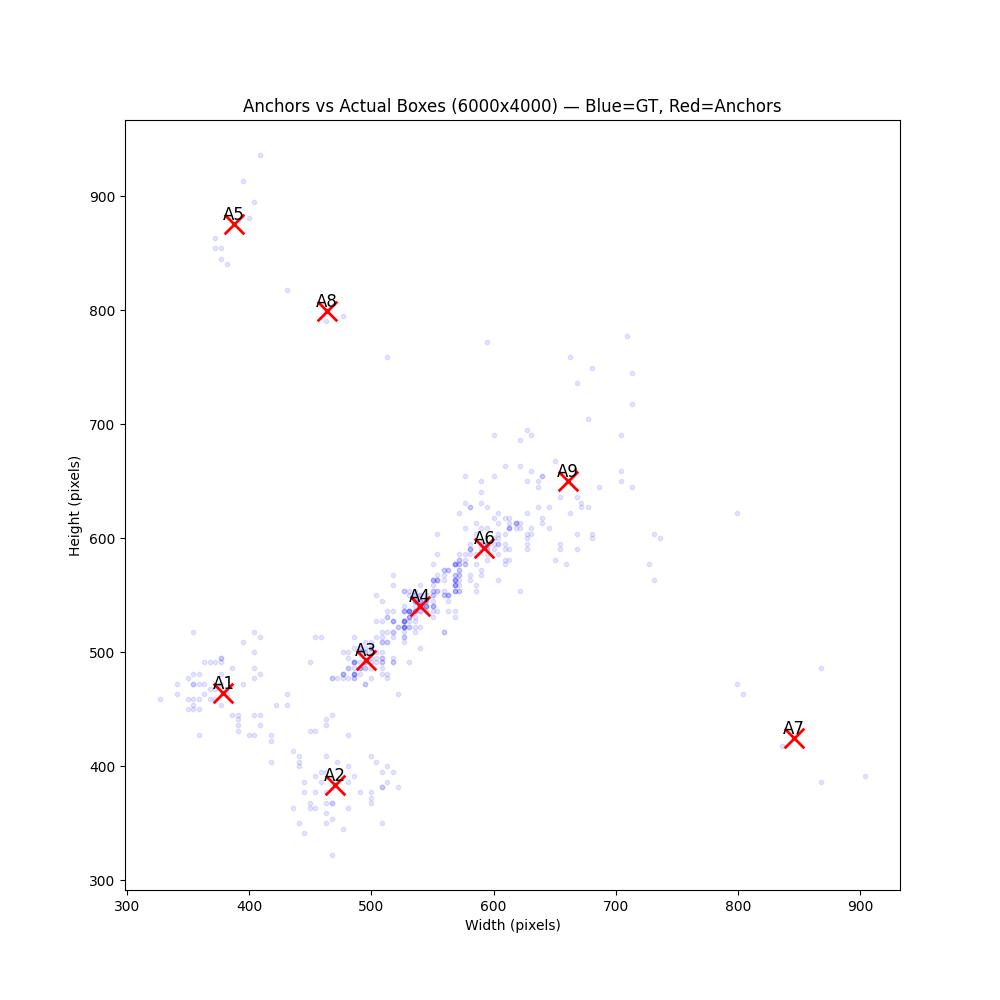 Anchors vs Actual Boxes (6000x4000) — Blue=GT, Red=Anchors
900
A5
A8
800
700
A9
Height (pixels)
600
A6
A4
500
A3
A1
A7
400
A2
300
300 400 500 600 700 800 900
Width (pixels)